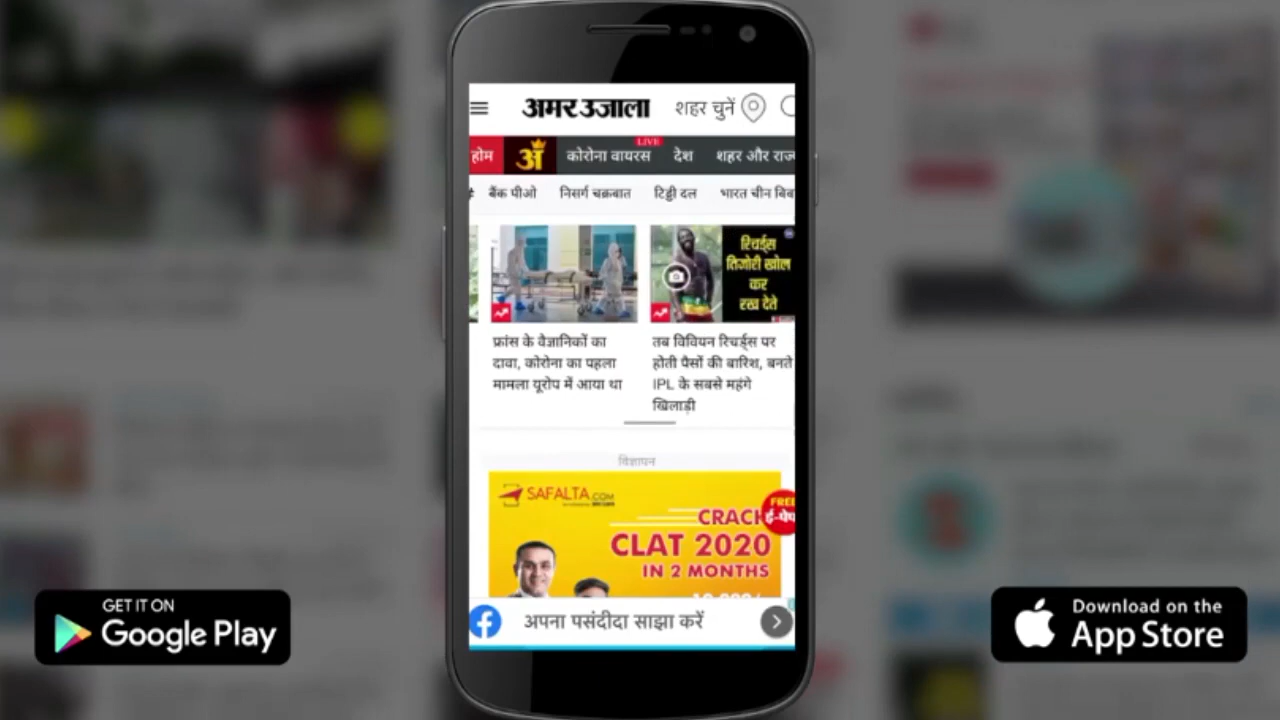 अमर उजाला
शहर चुनें
LIVE
होम
अँ
कोरोना वायरस
देश
शहर और राज्
बैंक पीओ
निसर्ग चक्रवात
टिड्डी दल
भारत चीन विव
रिचर्ड्स
तिजोरी खोल
कर
रख देते
फ्रांस के वैज्ञानिकों का
दावा, कोरोना का पहला
मामला यूरोप में आया था
तब विवियन रिचर्ड्स पर
होती पैसों की बारिश, बनते
IPL के सबसे महंगे
खिलाड़ी
विज्ञापन
SAFALTA.COM
CRACK
FREE
ई-पेप
CLAT 2020
IN 2 MONTHS
अपना पसंदीदा साझा करें
GET IT ON
Google Play
Download on the
App Store